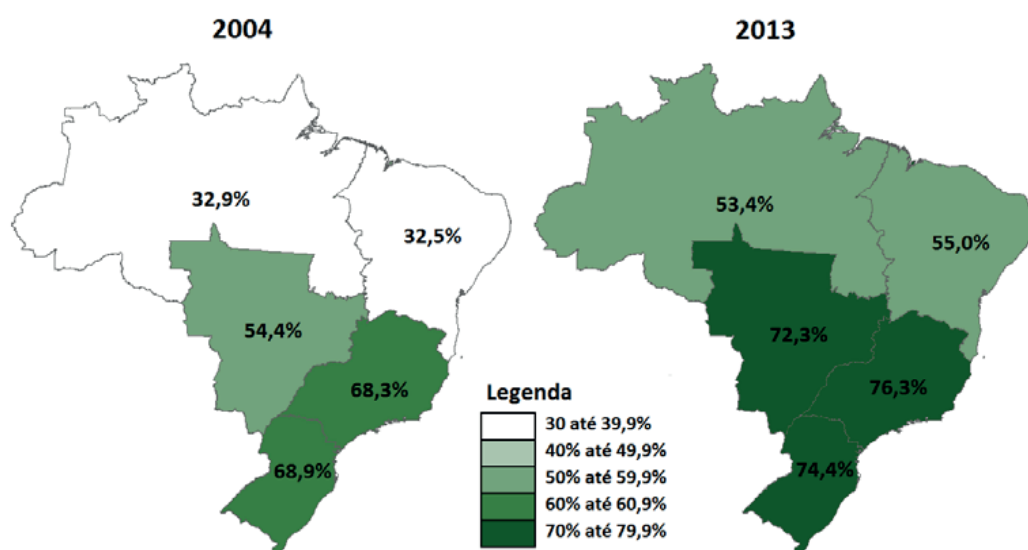 2004
2013
32,9%
32,5%
54,4%
68,3%
68,9%
53,4%
55,0%
72,3%
76,3%
74,4%
Legenda
30 até 39,9%
40% até 49,9%
50% até 59,9%
60% até 60,9%
70% até 79,9%